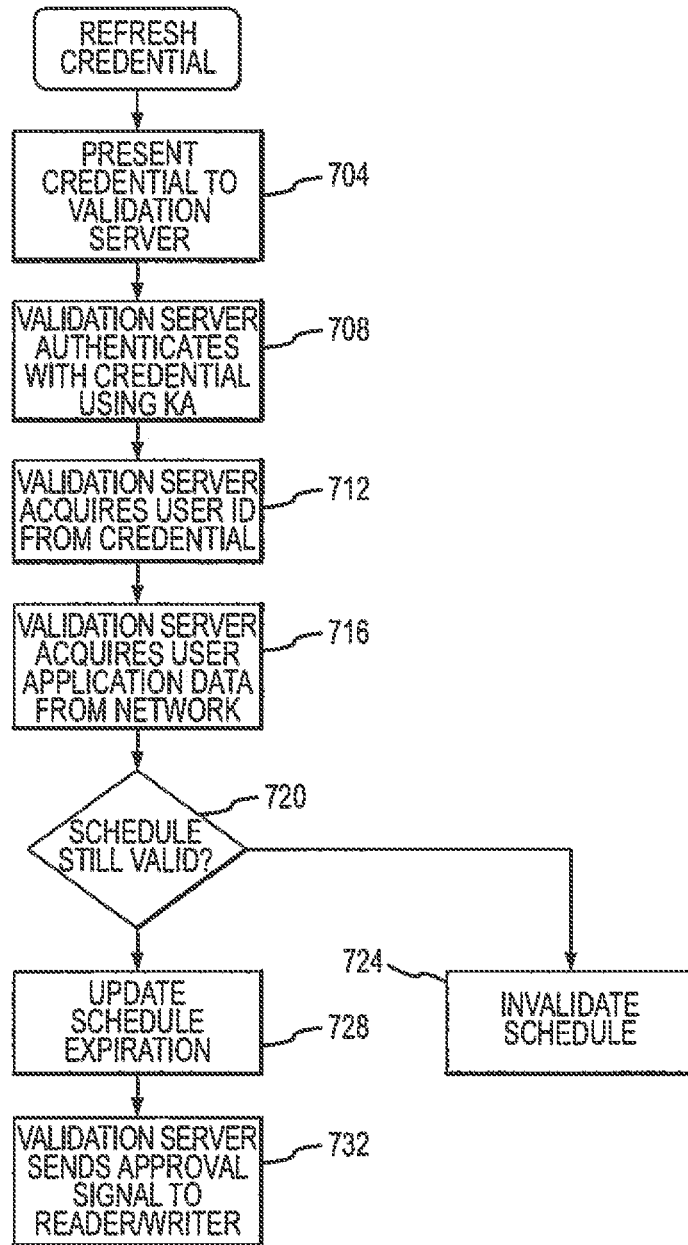 REFRESH
CREDENTIAL
PRESENT
CREDENTIAL TO
VALIDATION
SERVER
704
VALIDATION SERVER
AUTHENTICATES
WITH CREDENTIAL
USING KA
708
VALIDATION SERVER
ACQUIRES USER ID
FROM CREDENTIAL
712
VALIDATION SERVER
ACQUIRES USER
APPLICATION DATA
FROM NETWORK
716
SCHEDULE
STILL VALID?
720
724
INVALIDATE
SCHEDULE
UPDATE
SCHEDULE
EXPIRATION
728
VALIDATION SERVER
SENDS APPROVAL
SIGNAL TO
READER/WRITER
732